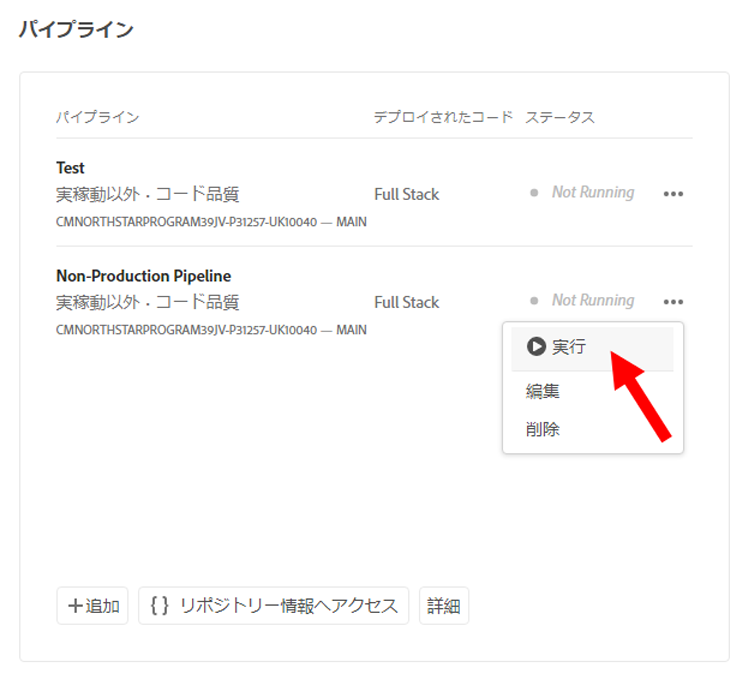 パイプライン
パイプライン デプロイされたコード ステータス
Test
実稼動以外・コード品質 Full Stack Not Running
CMNORTHSTARPROGRAM39JV-P31257-UK10040 — MAIN
Non-Production Pipeline
実稼動以外・コード品質 Full Stack Not Running
CMNORTHSTARPROGRAM39JV-P31257-UK10040 — MAIN
実行
編集
削除
+追加 {} リポジトリー情報へアクセス 詳細